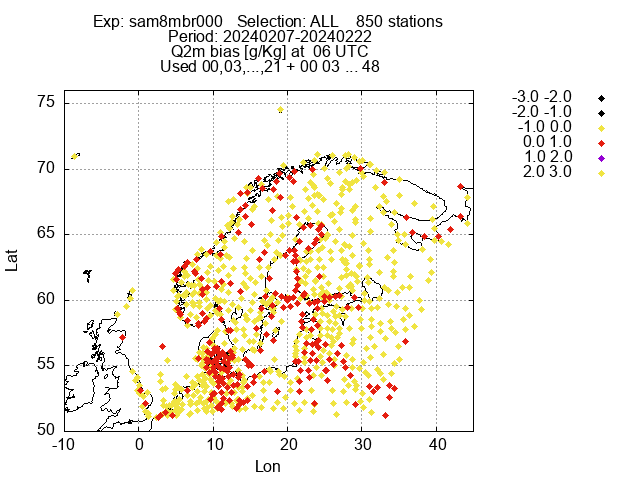 Exp: sam8mbr000 Selection: ALL 850 stations
Period: 20240207-20240222
Q2m bias [g/Kg] at 06 UTC
Used 00,03,...,21 + 00 03 ... 48
-3.0 -2.0
-2.0 -1.0
-1.0 0.0
0.0 1.0
1.0 2.0
2.0 3.0
75
70
65
60
55
50
Lat
-10 0 10 20 30 40
Lon